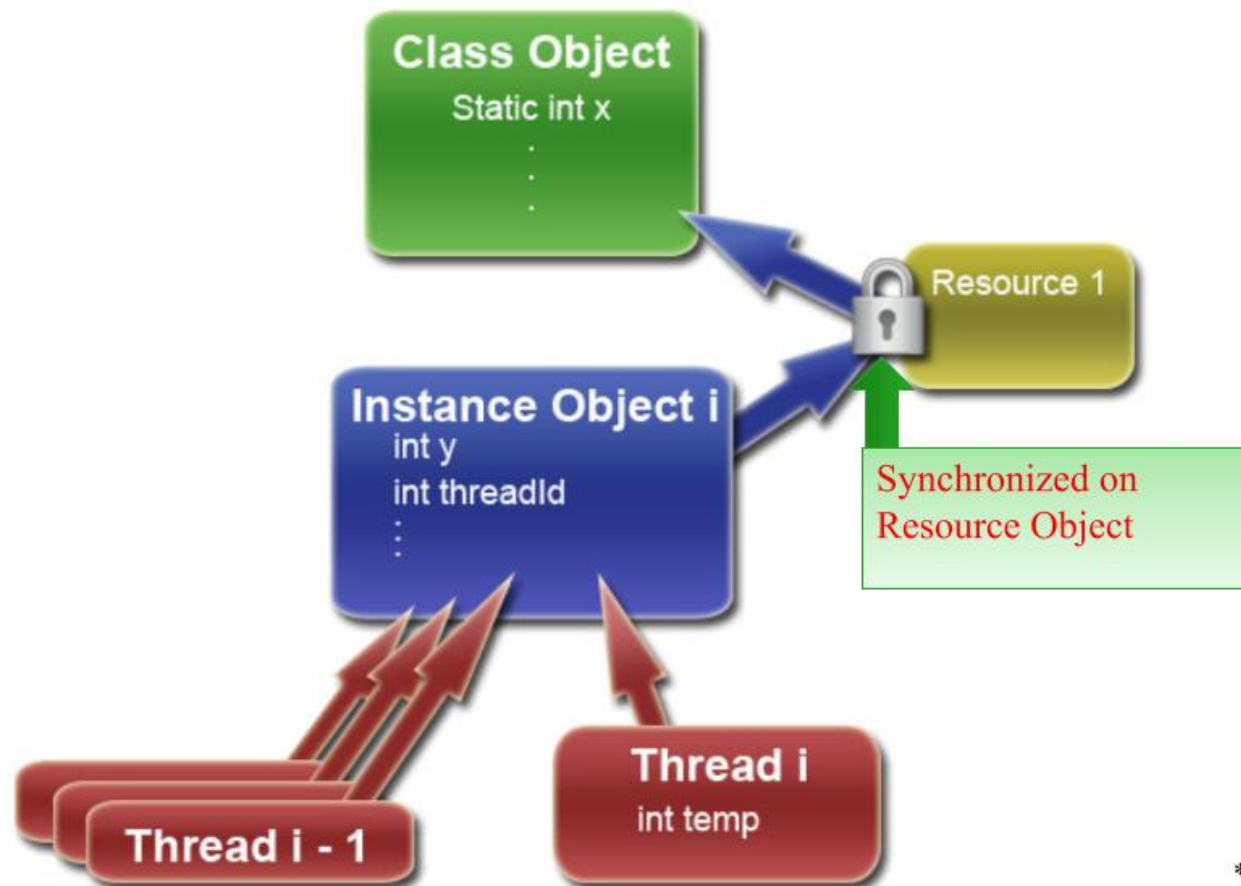 Class Object
Static int x
.
.
.
Resource 1
Instance Object i
int y
int threadId
.
.
.
Synchronized on
Resource Object
Thread i
int temp
Thread i - 1
*